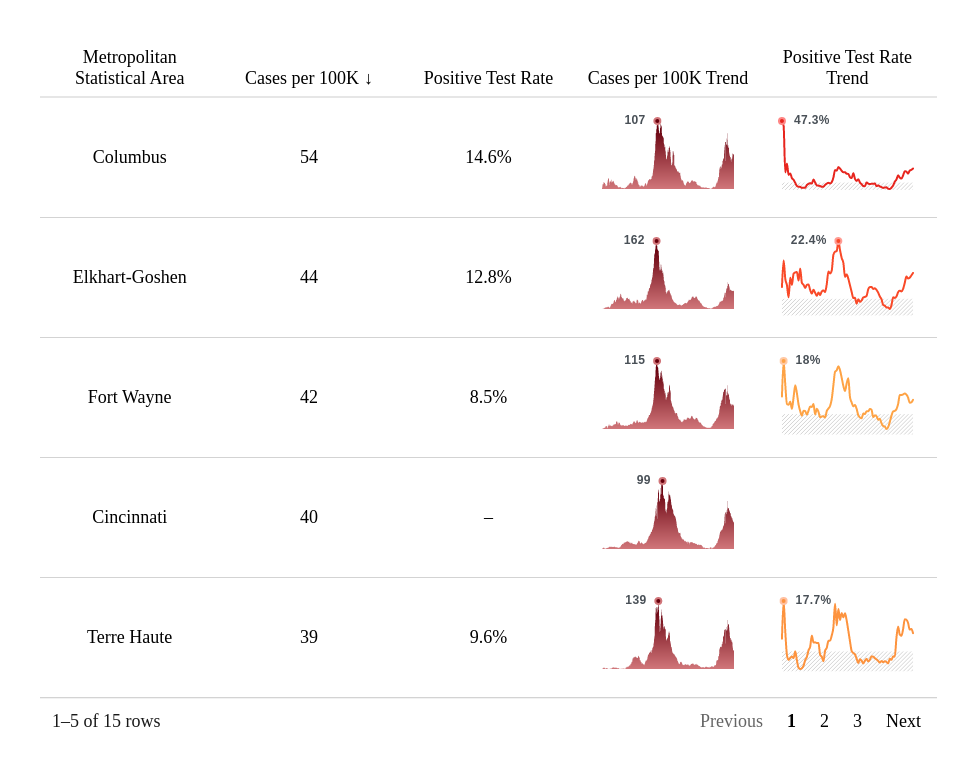 Metropolitan
Statistical Area
Cases per 100K ↓
Positive Test Rate
Cases per 100K Trend
Positive Test Rate
Trend
Columbus
54
14.6%
107
47.3%
Elkhart-Goshen
44
12.8%
162
22.4%
Fort Wayne
42
8.5%
115
18%
Cincinnati
40
–
99
Terre Haute
39
9.6%
139
17.7%
1–5 of 15 rows
Previous 1 2 3 Next